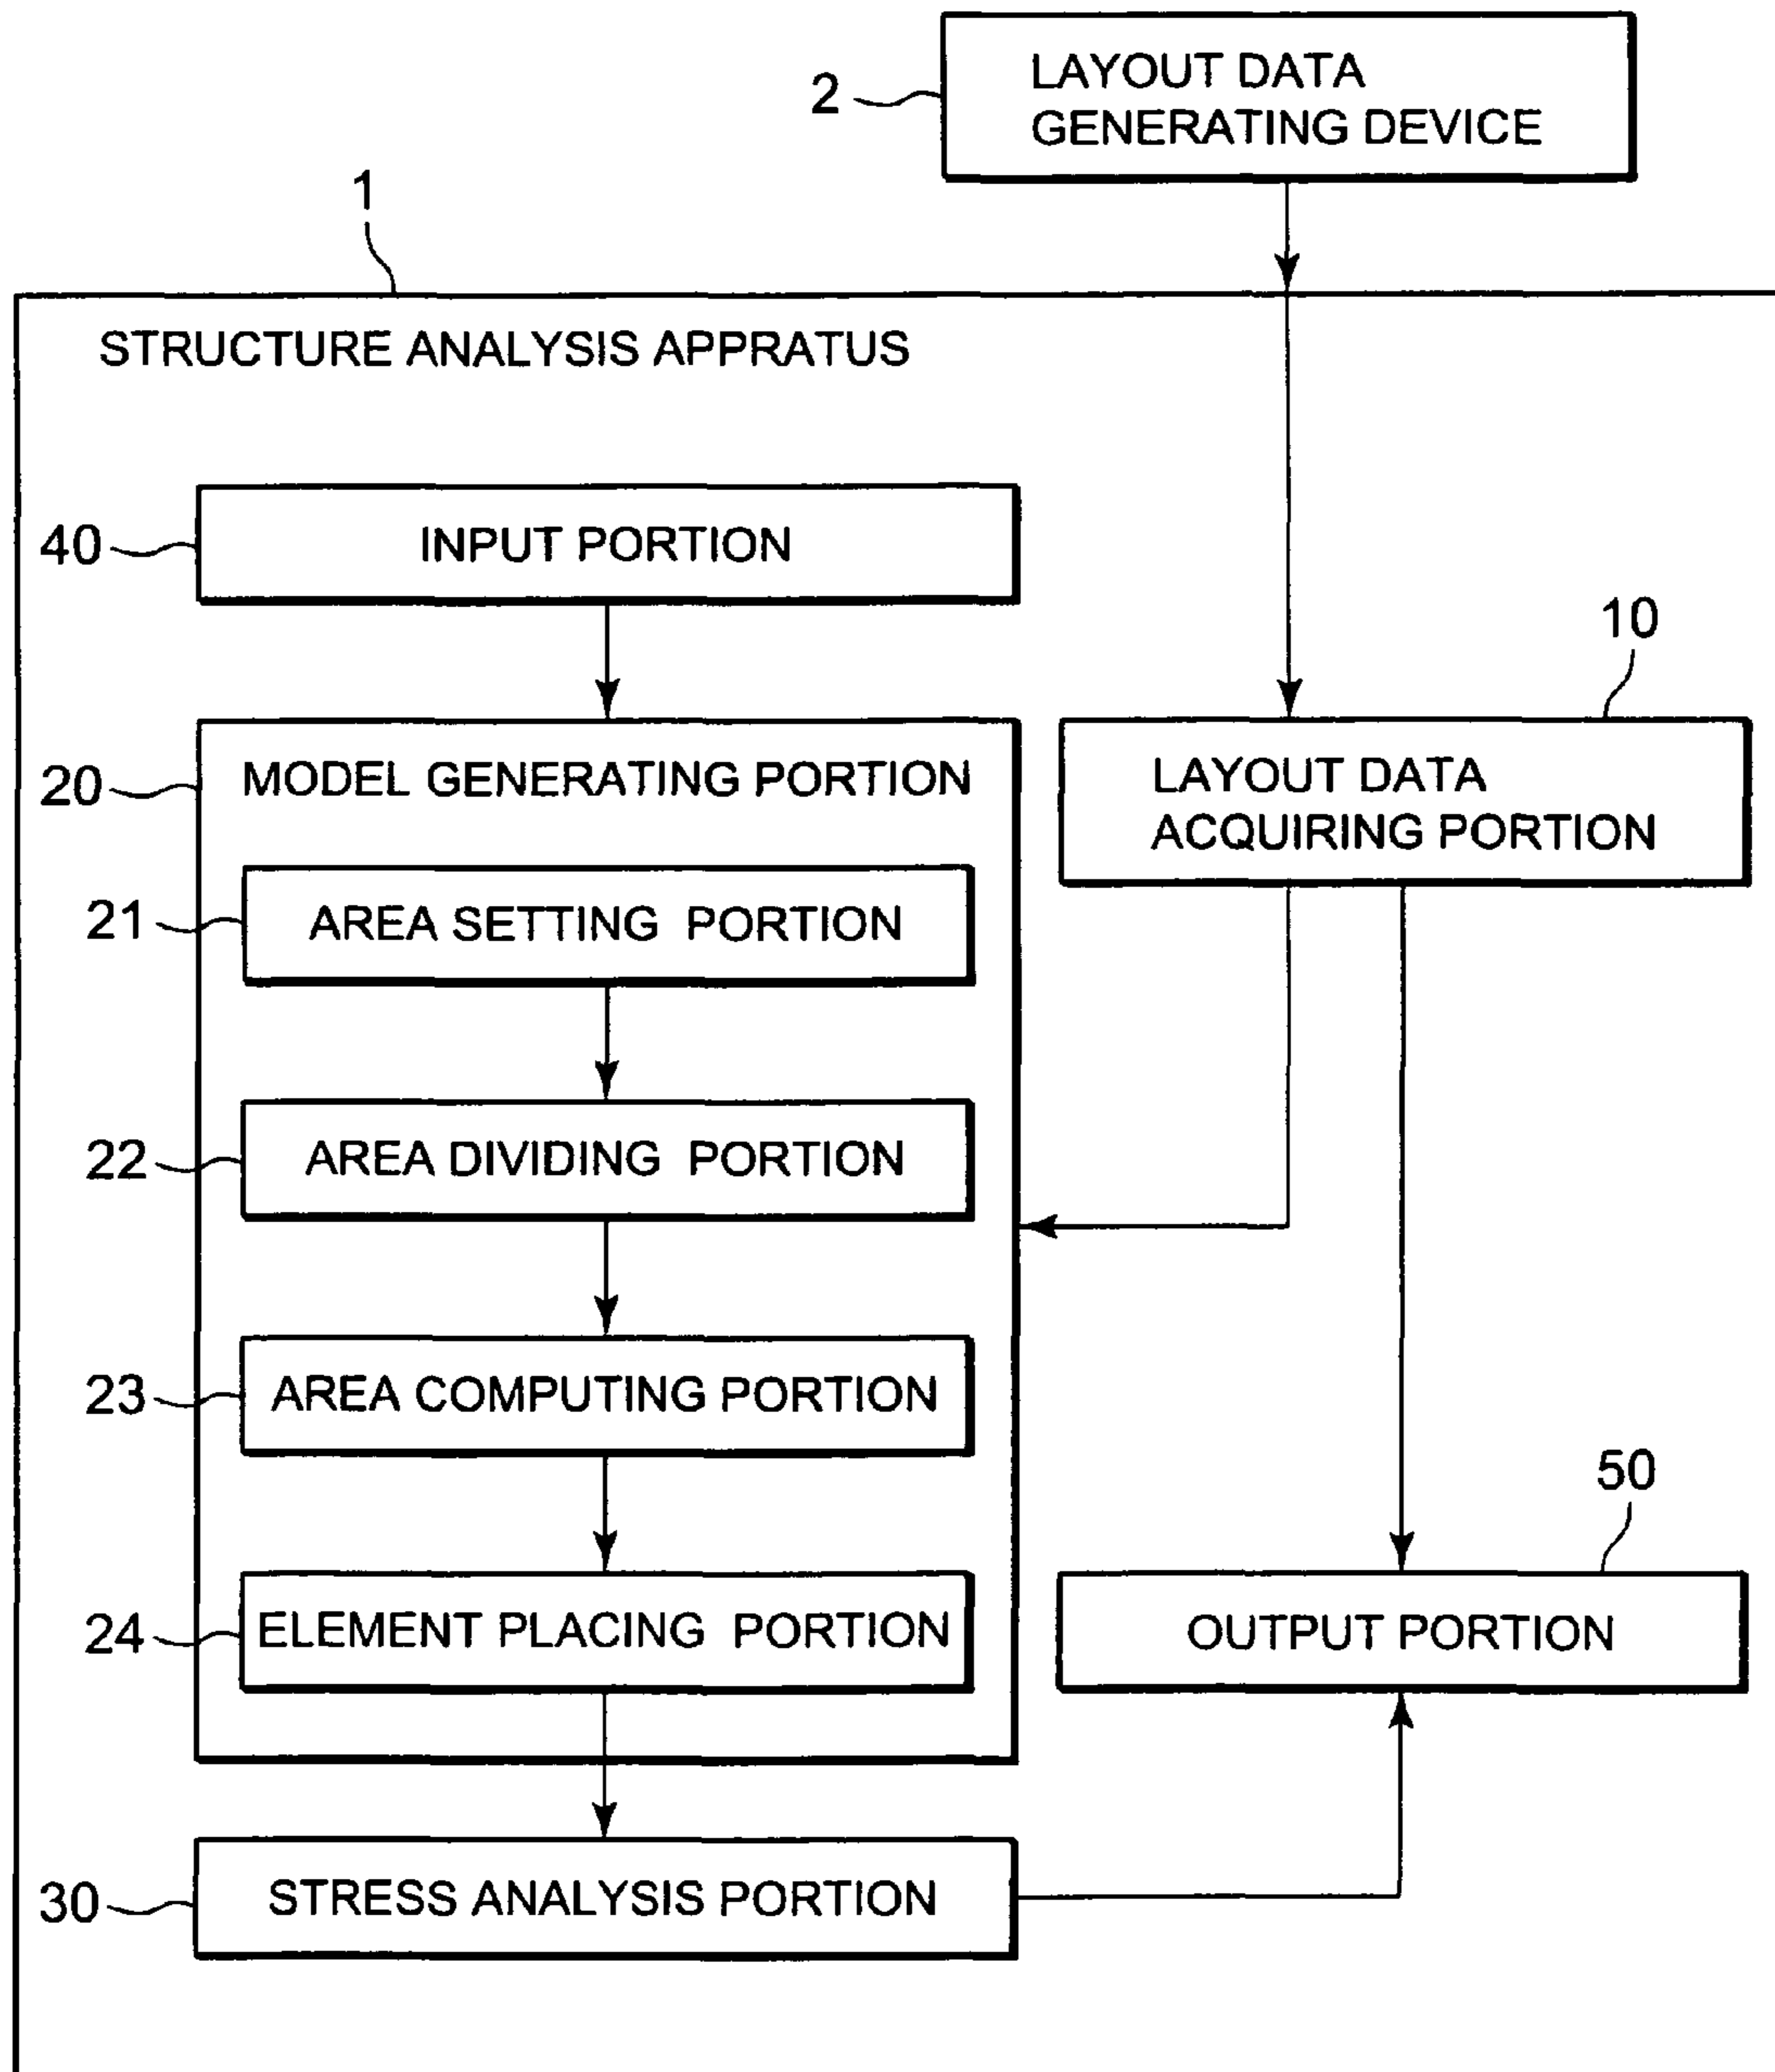 2
LAYOUT DATA
GENERATING DEVICE
1
STRUCTURE ANALYSIS APPRATUS
40
INPUT PORTION
10
20
MODEL GENERATING PORTION
LAYOUT DATA
ACQUIRING PORTION
21
AREA SETTING PORTION
22
AREA DIVIDING PORTION
23
AREA COMPUTING PORTION
50
24
ELEMENT PLACING PORTION
OUTPUT PORTION
30
STRESS ANALYSIS PORTION